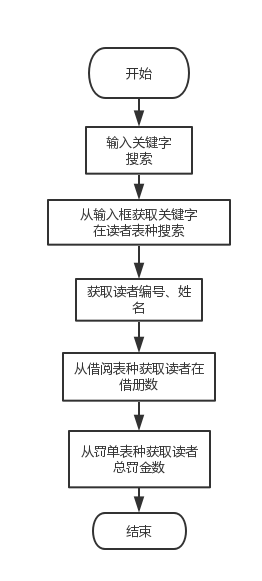 开始
输入关键字
搜索
从输入框获取关键字
在读者表种搜索
获取读者编号、姓
名
从借阅表种获取读者在
借册数
从罚单表种获取读者
总罚金数
结束